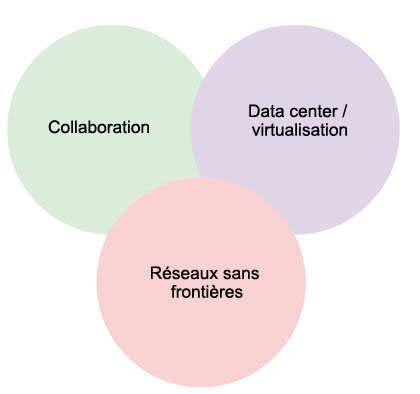 Collaboration
Data center /
virtualisation
Réseaux sans
frontières